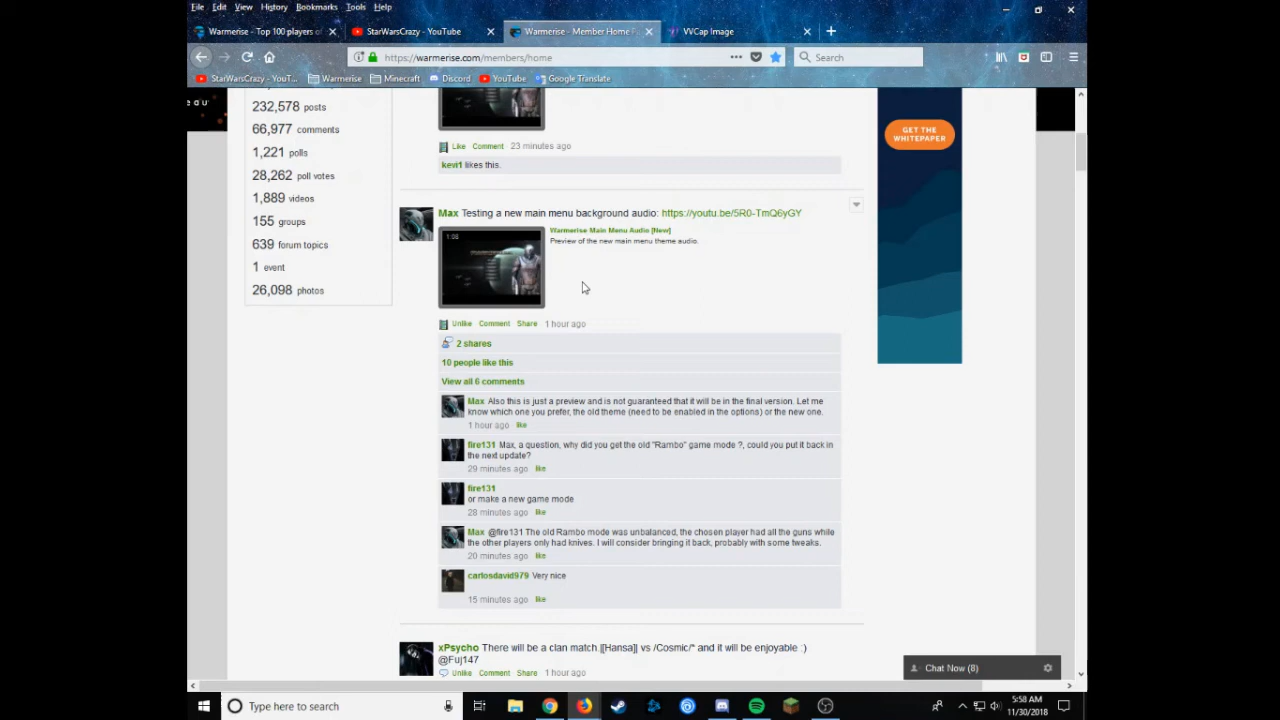 File Edit View History Bookmarks Tools Help
Warmerise - Top 100 players of
StarWarsCrazy - YouTube
Warmerise - Member Home P
VVCap Image
https://warmerise.com/members/home
Search
StarWarsCrazy - YouT... Warmerise Minecraft Discord YouTube Google Translate
232,578 posts
66,977 comments
1,221 polls
28,262 poll votes
1,889 videos
155 groups
639 forum topics
1 event
26,098 photos
Like Comment 23 minutes ago
kevi1 likes this.
GET THE
WHITEPAPER
Max Testing a new main menu background audio: https://youtu.be/5R0-TmQ6yGY
1:08
Warmerise Main Menu Audio [New]
Preview of the new main menu theme audio.
Unlike Comment Share 1 hour ago
2 shares
10 people like this
View all 6 comments
Max Also this is just a preview and is not guaranteed that it will be in the final version. Let me
know which one you prefer, the old theme (need to be enabled in the options) or the new one.
1 hour ago like
fire131 Max, a question, why did you get the old "Rambo" game mode ?, could you put it back in
the next update?
29 minutes ago like
fire131
or make a new game mode
28 minutes ago like
Max @fire131 The old Rambo mode was unbalanced, the chosen player had all the guns while
the other players only had knives. I will consider bringing it back, probably with some tweaks.
20 minutes ago like
carlosdavid979 Very nice
15 minutes ago like
xPsycho There will be a clan match [[Hansa]] vs /Cosmic/* and it will be enjoyable :)
@Fuj147
Unlike Comment Share 1 hour ago
Chat Now (8)
Type here to search
5:58 AM
11/30/2018